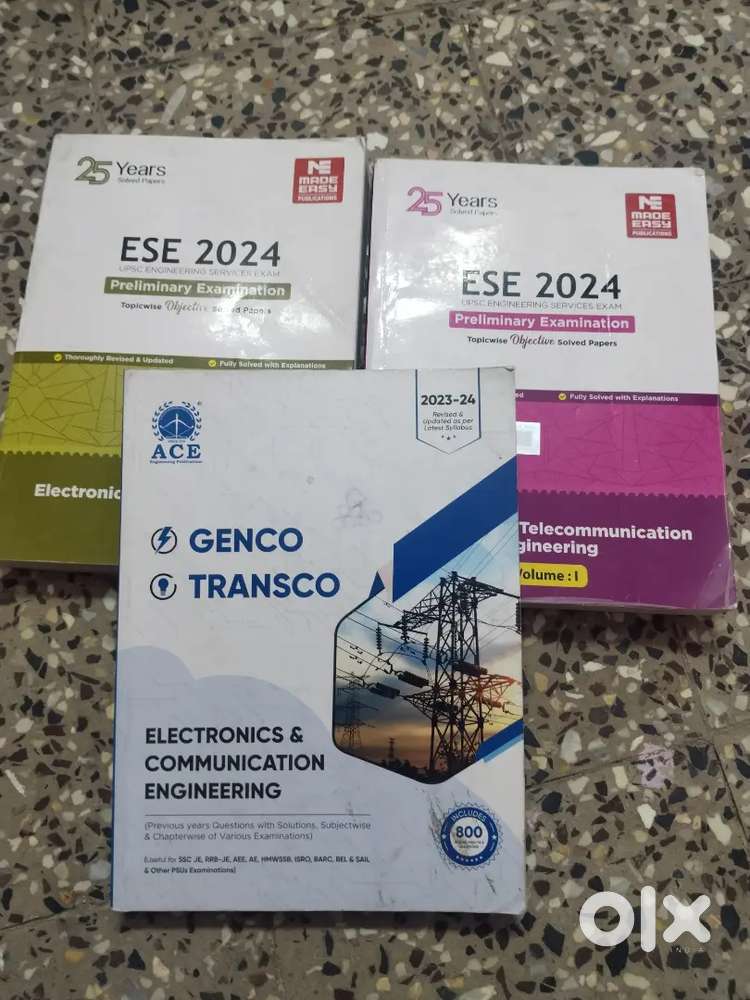 25 Years
Solved Papers
ME
MADE
EASY
PUBLICATIONS
ESE 2024
UPSC ENGINEERING SERVICES EXAM
Preliminary Examination
Topicwise Objective Solved Papers
Thoroughly Revised & Updated
Fully Solved with Explanations
Electronic
25 Years
Solved Papers
ME
MADE
EASY
PUBLICATIONS
ESE 2024
UPSC ENGINEERING SERVICES EXAM
Preliminary Examination
Topicwise Objective Solved Papers
Fully Solved with Explanations
Telecommunication
gineering
Volume : I
ACE
Engineering Publications
2023-24
Revised &
Updated as per
Latest Syllabus
GENCO
TRANSCO
ELECTRONICS &
COMMUNICATION
ENGINEERING
(Previous years Questions with Solutions, Subjectwise
& Chapterwise of Various Examinations)
(Useful for SSC JE, RRB-JE, AEE, AE, HMWSSB, ISRO, BARC, BEL & SAIL
& Other PSUs Examinations)
INCLUDES
800
olx
INDIA